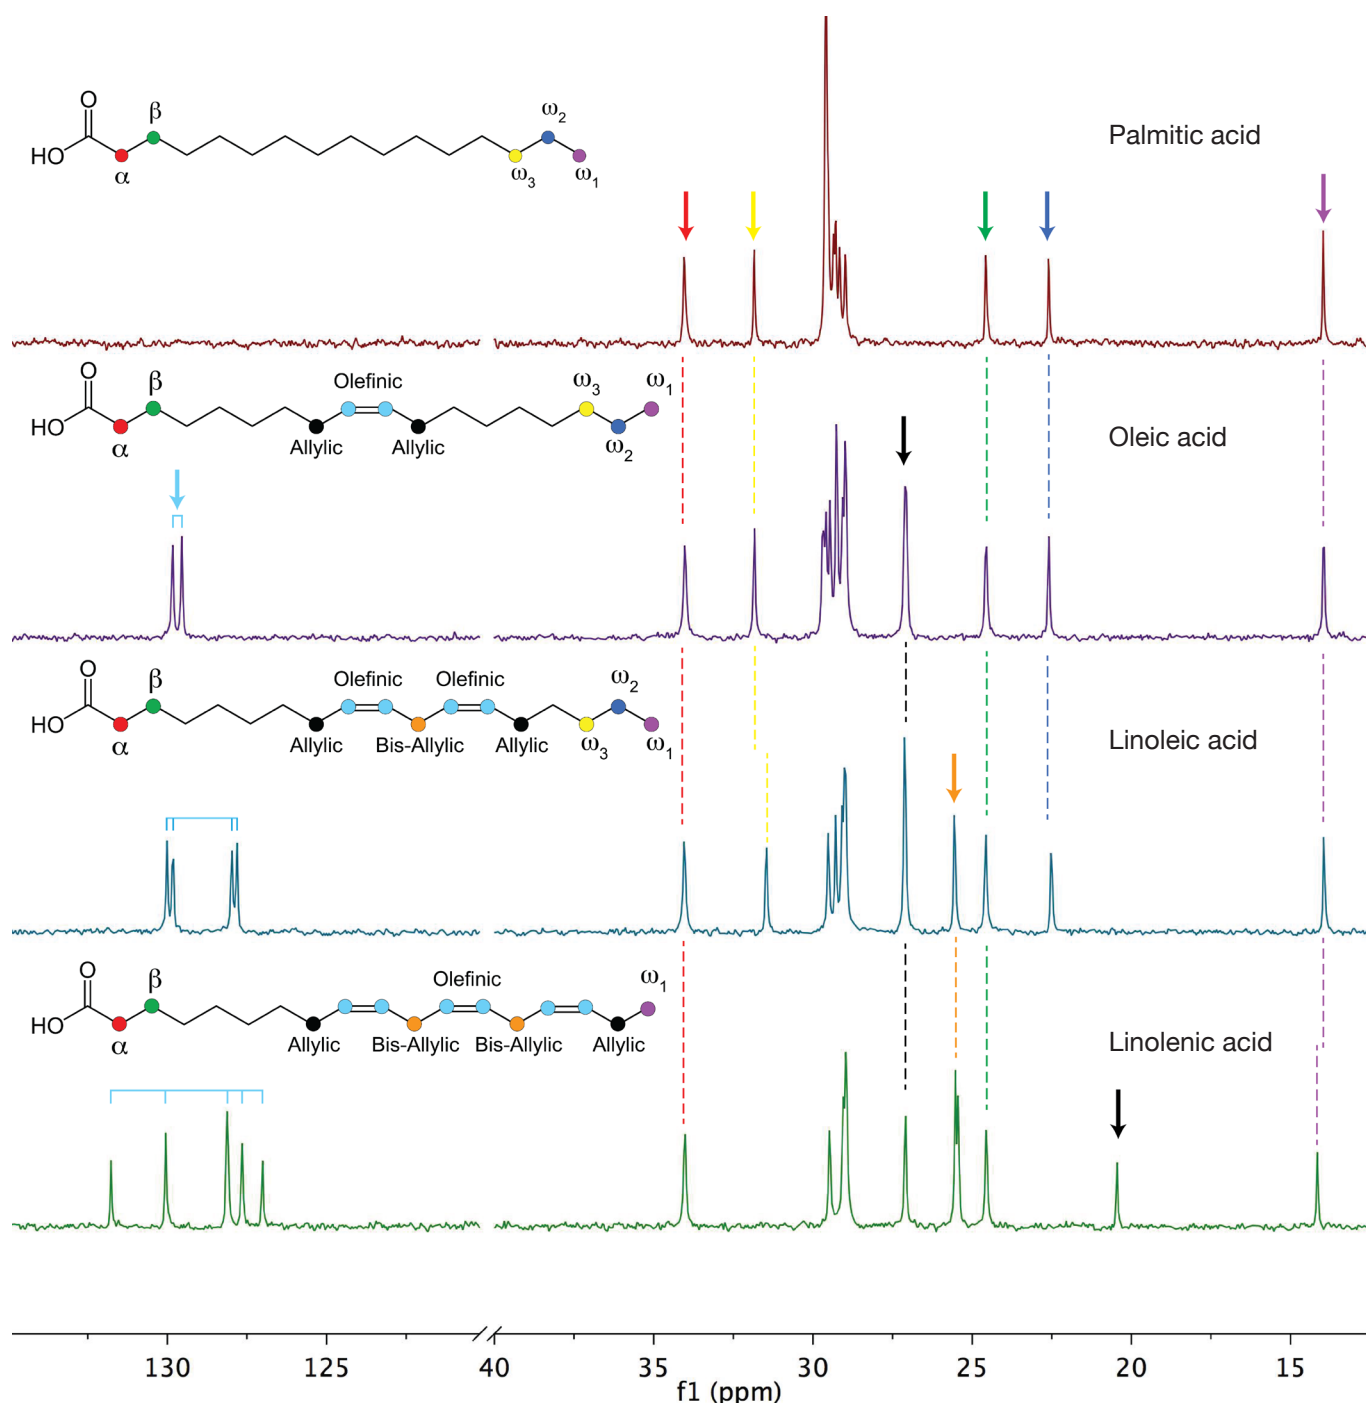 Palmitic acid
O
HO
α
β
ω3
ω2
ω1
Oleic acid
O
HO
α
β
Olefinic
Allylic
Allylic
ω3
ω2
ω1
Linoleic acid
O
HO
α
β
Olefinic
Olefinic
Allylic
Bis-Allylic
Allylic
ω2
ω3
ω1
Linolenic acid
O
HO
α
β
Olefinic
Allylic
Bis-Allylic
Bis-Allylic
Allylic
ω1
130 125 40 35 30 25 20 15
f1 (ppm)